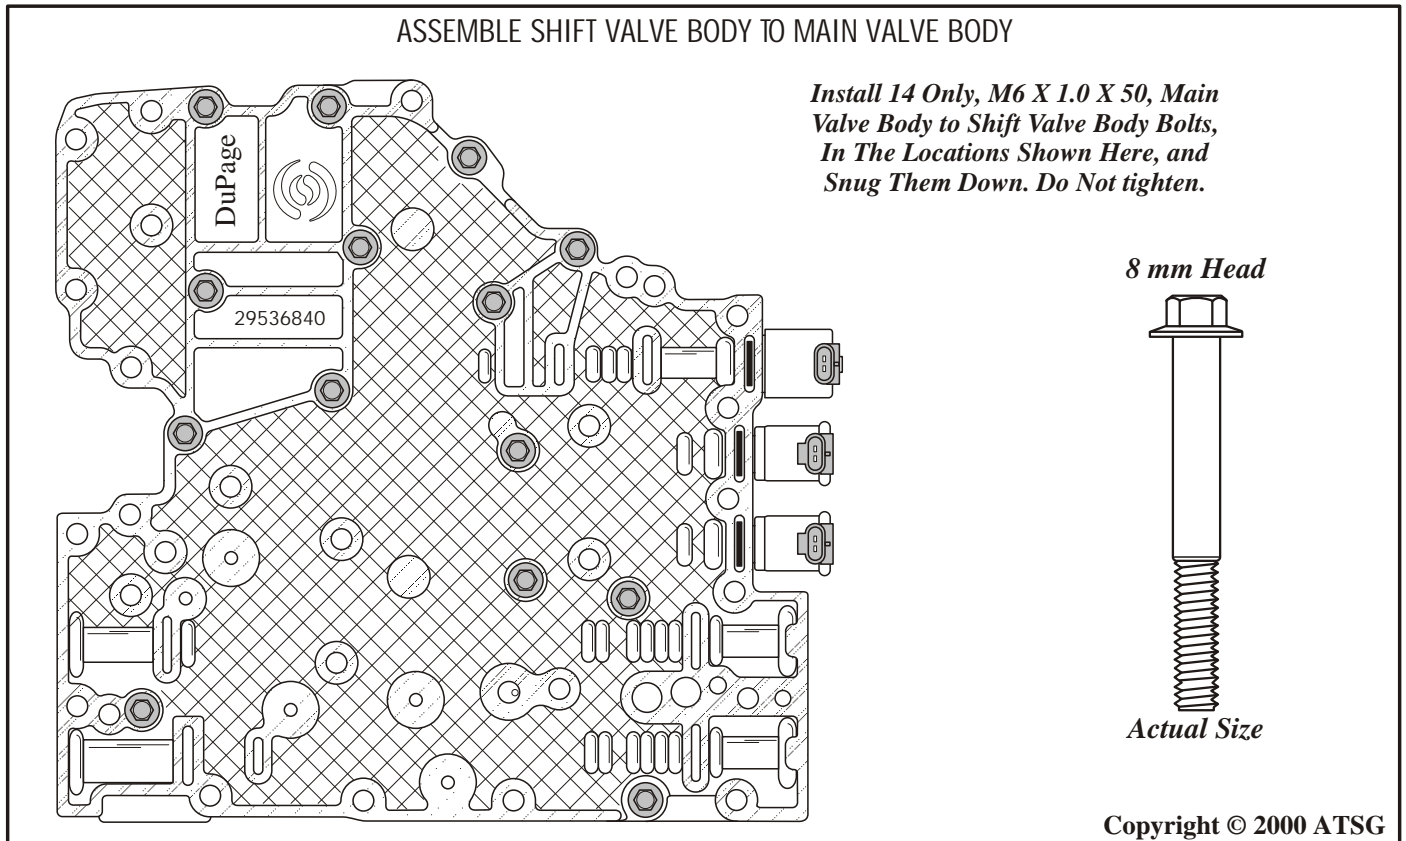 ASSEMBLE SHIFT VALVE BODY TO MAIN VALVE BODY
Install 14 Only, M6 X 1.0 X 50, Main
Valve Body to Shift Valve Body Bolts,
In The Locations Shown Here, and
Snug Them Down. Do Not tighten.
DuPage
29536840
8 mm Head
Actual Size
Copyright © 2000 ATSG